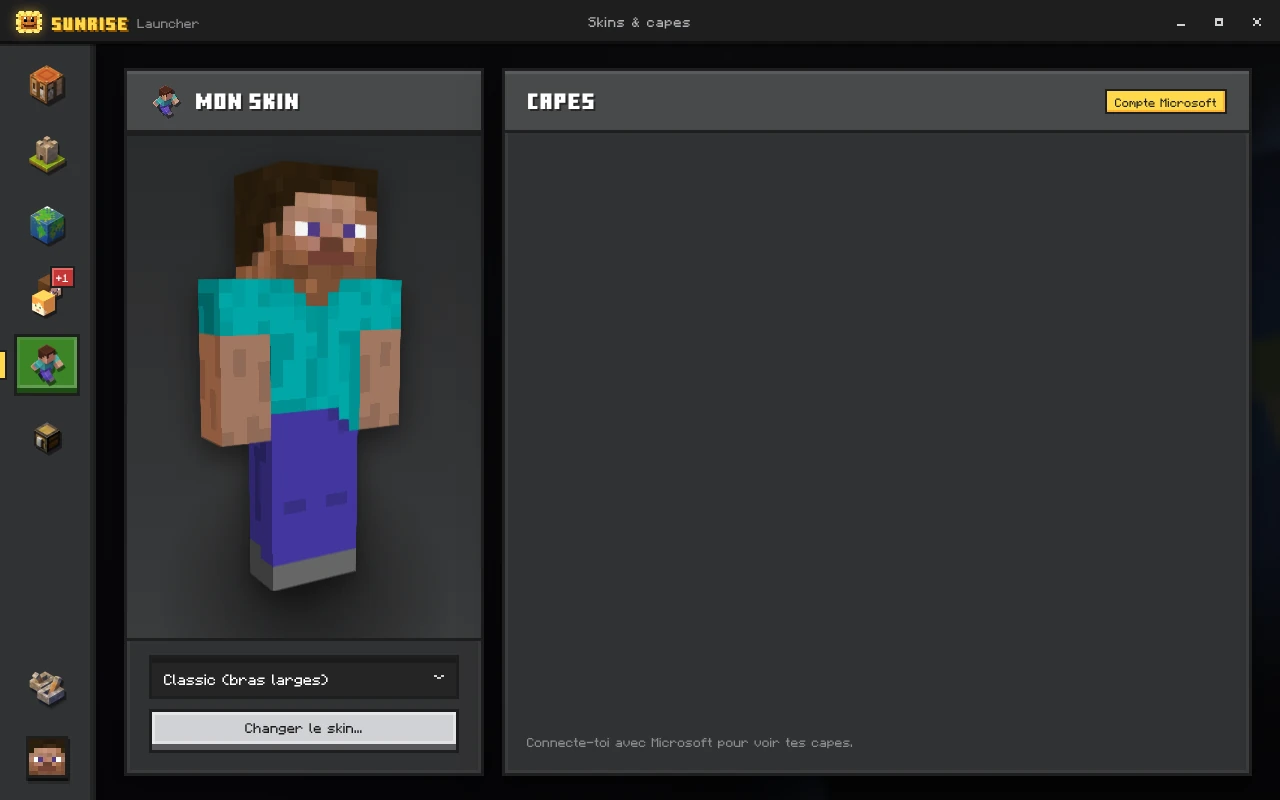 SUNRISE Launcher
Skins & capes
+1
MON SKIN
Classic (bras larges)
Changer le skin...
CAPES
Compte Microsoft
Connecte-toi avec Microsoft pour voir tes capes.